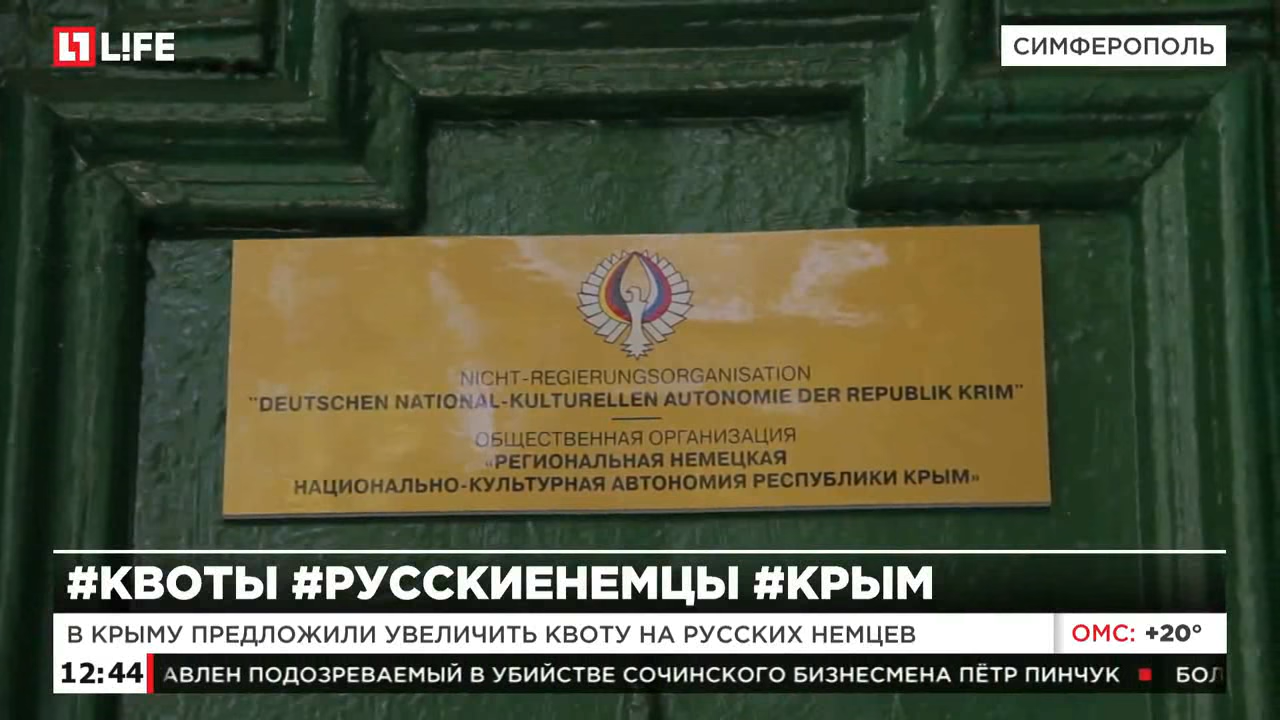 L!FE
СИМФЕРОПОЛЬ
NICHT-REGIERUNGSORGANISATION
"DEUTSCHEN NATIONAL-KULTURELLEN AUTONOMIE DER REPUBLIK KRIM"
ОБЩЕСТВЕННАЯ ОРГАНИЗАЦИЯ
«РЕГИОНАЛЬНАЯ НЕМЕЦКАЯ
НАЦИОНАЛЬНО-КУЛЬТУРНАЯ АВТОНОМИЯ РЕСПУБЛИКИ КРЫМ»
#КВОТЫ #РУССКИЕНЕМЦЫ #КРЫМ
В КРЫМУ ПРЕДЛОЖИЛИ УВЕЛИЧИТЬ КВОТУ НА РУССКИХ НЕМЦЕВ
ОМС: +20°
12:44 АВЛЕН ПОДОЗРЕВАЕМЫЙ В УБИЙСТВЕ СОЧИНСКОГО БИЗНЕСМЕНА ПЁТР ПИНЧУК БОЛ